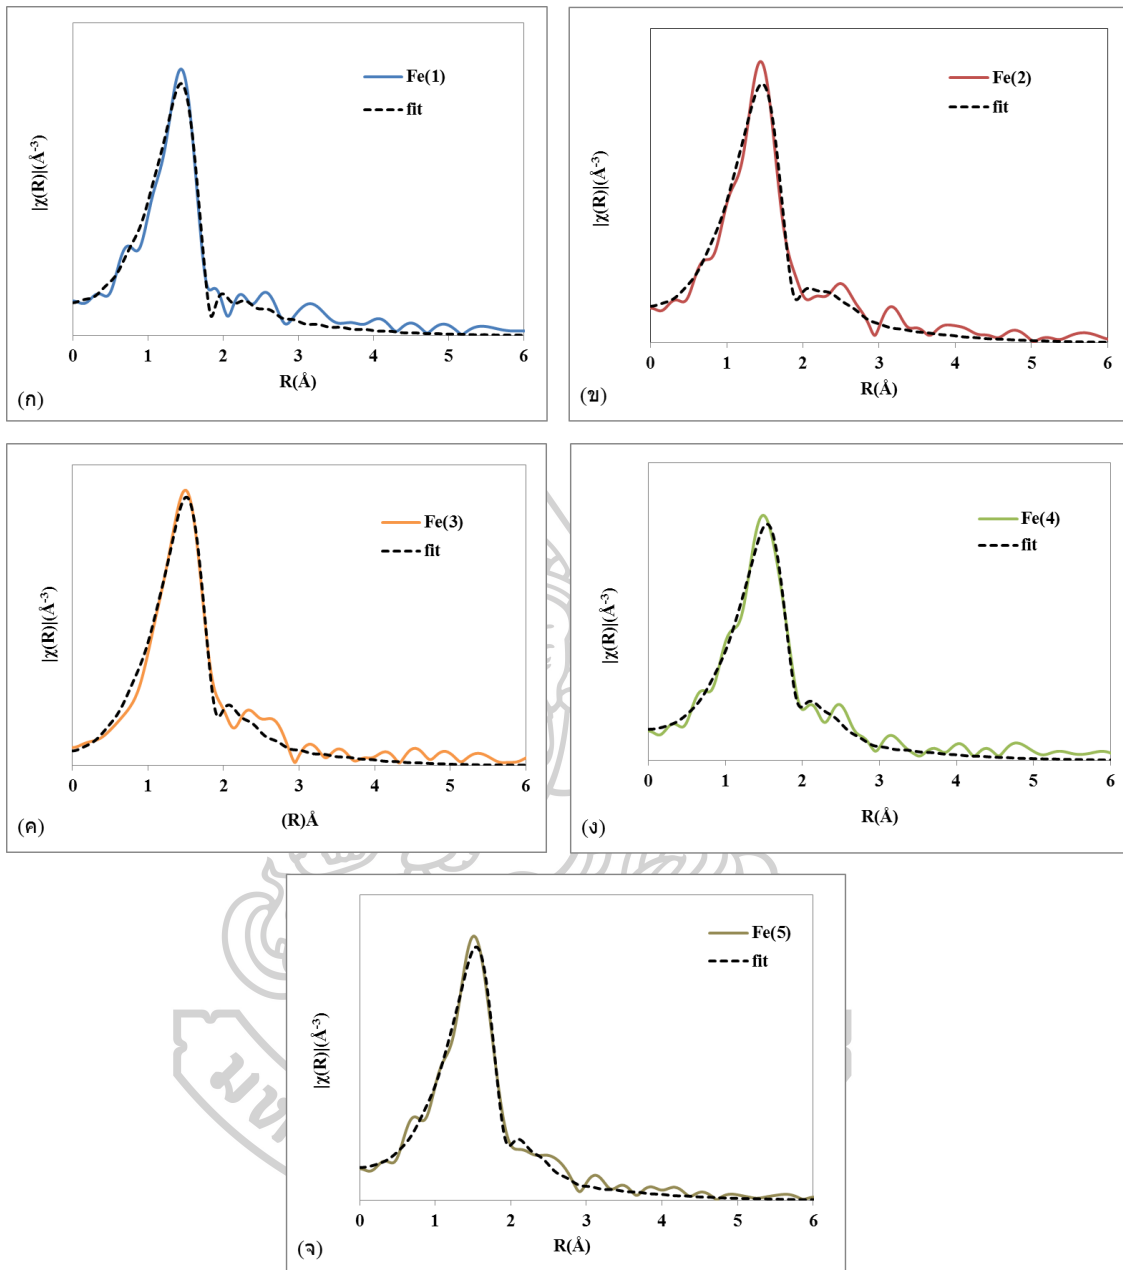 Fe(1)
fit
|χ(R)|(Å⁻³)
0 1 2 3 4 5 6
R(Å)
(ก)
Fe(2)
fit
|χ(R)|(Å⁻³)
0 1 2 3 4 5 6
R(Å)
(ข)
Fe(3)
fit
|χ(R)|(Å⁻³)
0 1 2 3 4 5 6
(R)Å
(ค)
Fe(4)
fit
|χ(R)|(Å⁻³)
0 1 2 3 4 5 6
R(Å)
(ง)
Fe(5)
fit
|χ(R)|(Å⁻³)
0 1 2 3 4 5 6
R(Å)
(จ)